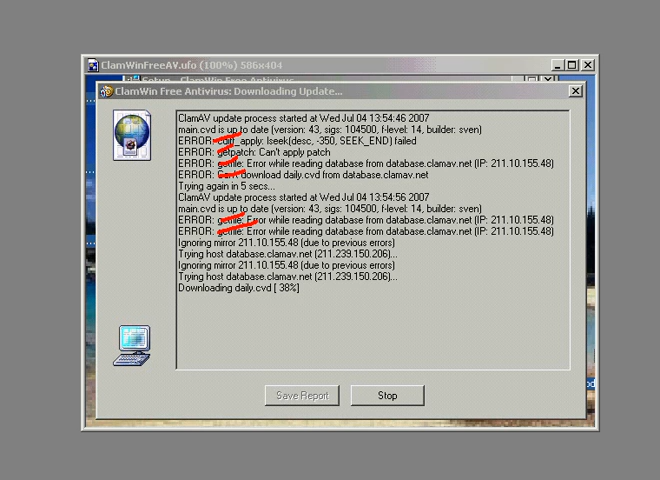 ClamWinFreeAV.ufo (100%) 586x404
Setup - ClamWin Free Antivirus
ClamWin Free Antivirus: Downloading Update...
ClamAV update process started at Wed Jul 04 13:54:46 2007
main.cvd is up to date (version: 43, sigs: 104500, f-level: 14, builder: sven)
ERROR: cdiff_apply: lseek(desc, -350, SEEK_END) failed
ERROR: getpatch: Can't apply patch
ERROR: getfile: Error while reading database from database.clamav.net (IP: 211.10.155.48)
ERROR: Can't download daily.cvd from database.clamav.net
Trying again in 5 secs...
ClamAV update process started at Wed Jul 04 13:54:56 2007
main.cvd is up to date (version: 43, sigs: 104500, f-level: 14, builder: sven)
ERROR: getfile: Error while reading database from database.clamav.net (IP: 211.10.155.48)
ERROR: getfile: Error while reading database from database.clamav.net (IP: 211.10.155.48)
Ignoring mirror 211.10.155.48 (due to previous errors)
Trying host database.clamav.net (211.239.150.206)...
Ignoring mirror 211.10.155.48 (due to previous errors)
Trying host database.clamav.net (211.239.150.206)...
Downloading daily.cvd [ 38%]
Save Report
Stop